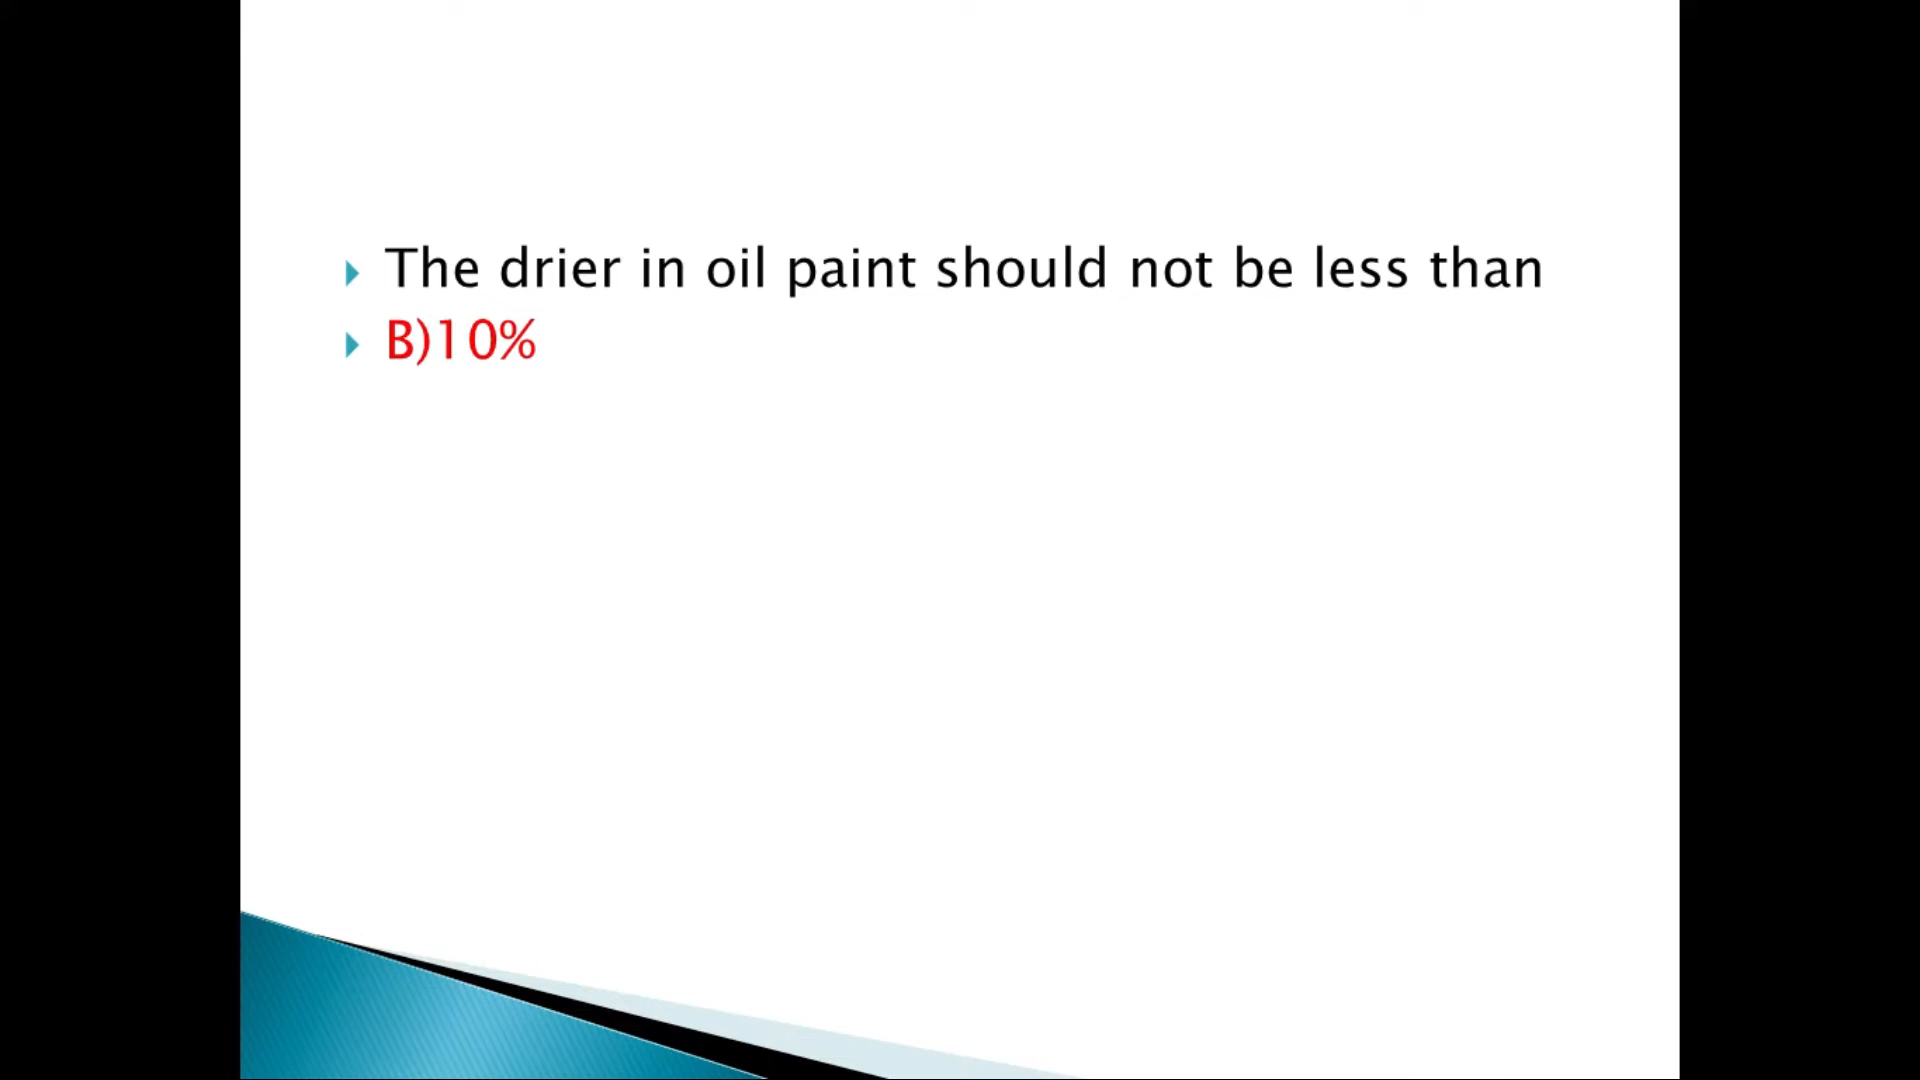 The drier in oil paint should not be less than
B)10%